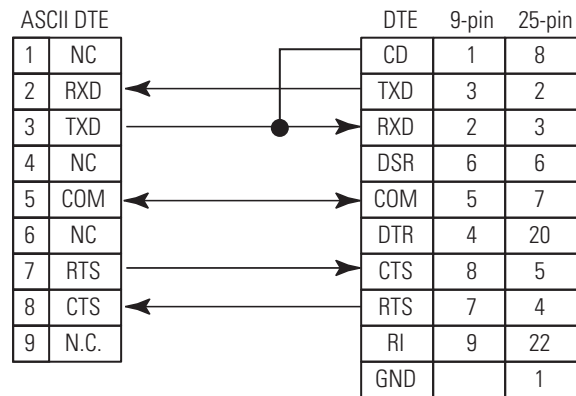 ASCII DTE DTE 9-pin 25-pin
1 NC CD 1 8
2 RXD TXD 3 2
3 TXD RXD 2 3
4 NC DSR 6 6
5 COM COM 5 7
6 NC DTR 4 20
7 RTS CTS 8 5
8 CTS RTS 7 4
9 N.C. RI 9 22
GND 1